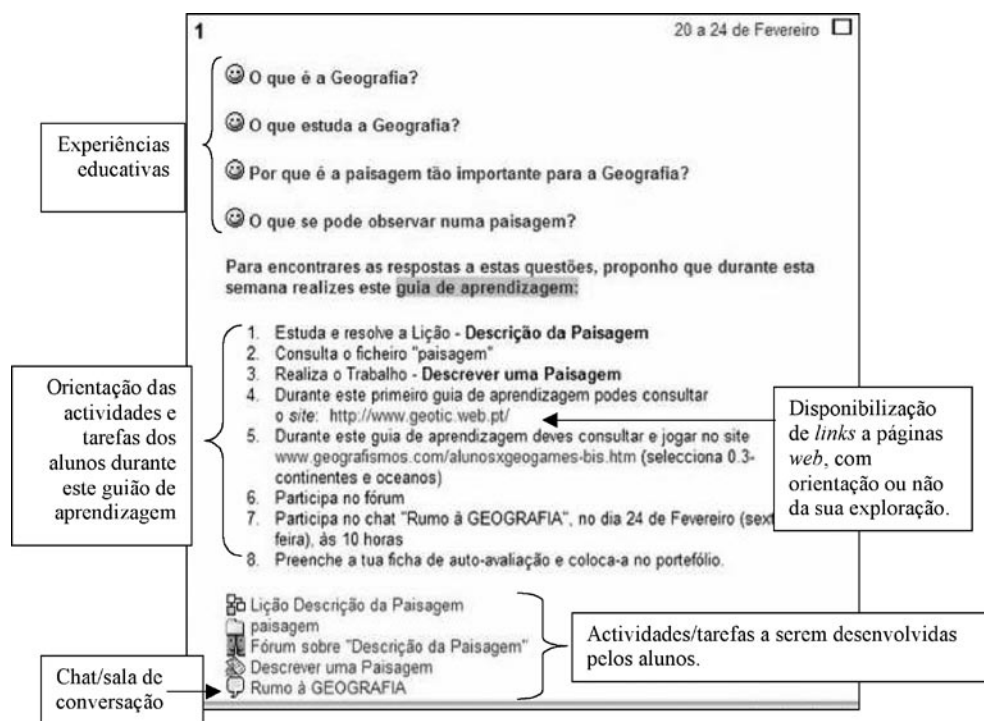 1
20 a 24 de Fevereiro
O que é a Geografia?
O que estuda a Geografia?
Por que é a paisagem tão importante para a Geografia?
O que se pode observar numa paisagem?
Experiências
educativas
Para encontrares as respostas a estas questões, proponho que durante esta
semana realizes este guia de aprendizagem:
Orientação das
actividades e
tarefas dos
alunos durante
este guião de
aprendizagem
1. Estuda e resolve a Lição - Descrição da Paisagem
2. Consulta o ficheiro "paisagem"
3. Realiza o Trabalho - Descrever uma Paisagem
4. Durante este primeiro guia de aprendizagem podes consultar
o site: http://www.geotic.web.pt/
5. Durante este guia de aprendizagem deves consultar e jogar no site
www.geografismos.com/alunosxgeogames-bis.htm (selecciona 0.3-
continentes e oceanos)
6. Participa no fórum
7. Participa no chat "Rumo à GEOGRAFIA", no dia 24 de Fevereiro (sext
feira), às 10 horas
8. Preenche a tua ficha de auto-avaliação e coloca-a no portefólio.
Disponibilização
de links a páginas
web, com
orientação ou não
da sua exploração.
Lição Descrição da Paisagem
paisagem
Fórum sobre "Descrição da Paisagem"
Descrever uma Paisagem
Rumo à GEOGRAFIA
Actividades/tarefas a serem desenvolvidas
pelos alunos.
Chat/sala de
conversação